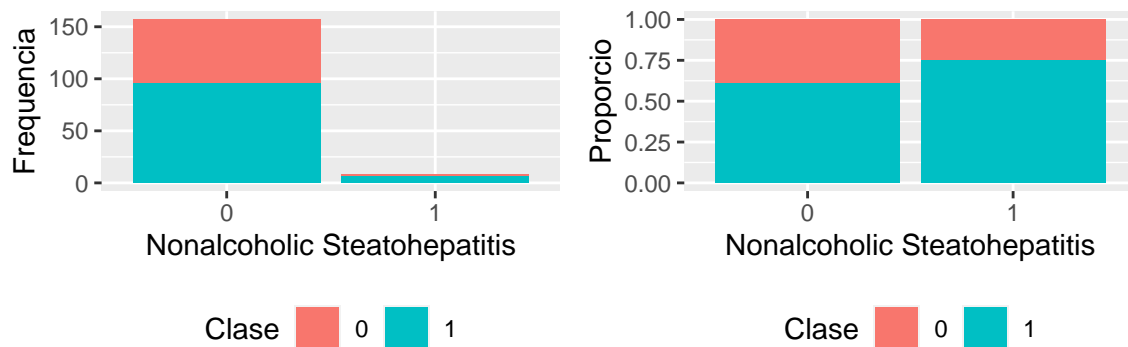 Frequencia
150
100
50
0
0 1
Nonalcoholic Steatohepatitis
Clase 0 1
Proporcio
1.00
0.75
0.50
0.25
0.00
0 1
Nonalcoholic Steatohepatitis
Clase 0 1